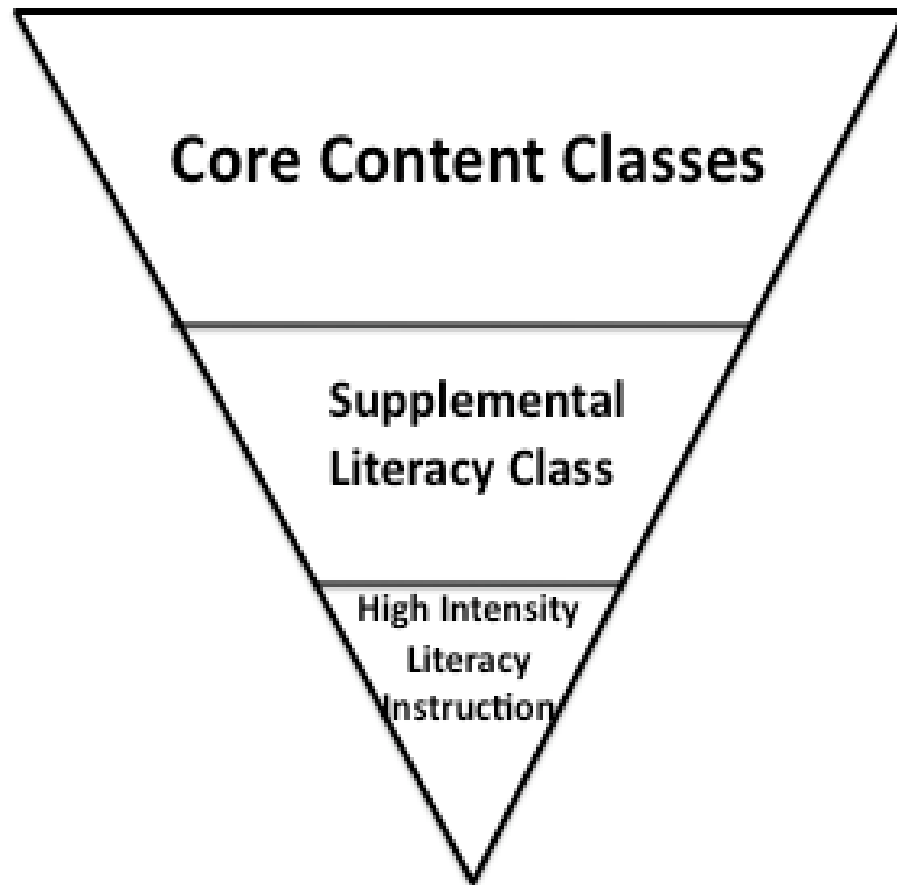 Core Content Classes
Supplemental
Literacy Class
High Intensity
Literacy
Instruction